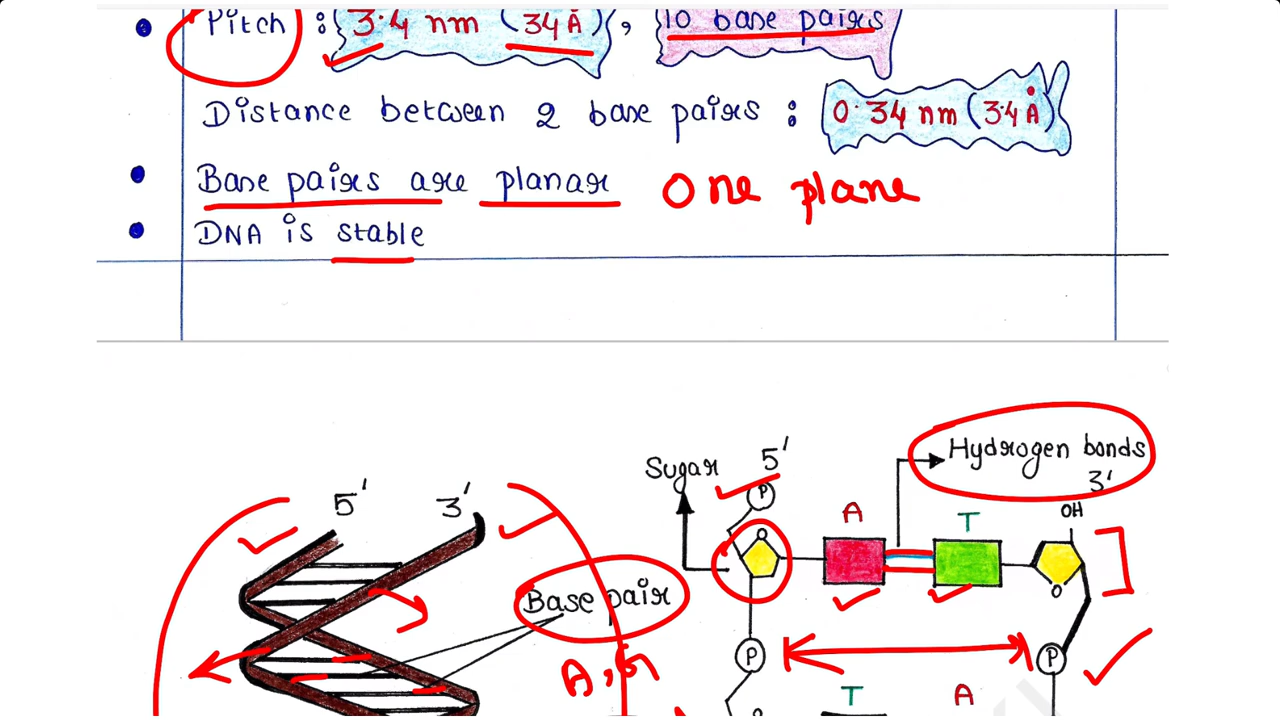 Pitch : 3.4 nm (34Å), 10 base pairs
Distance between 2 base pairs : 0.34 nm (3.4 Å)
Base pairs are planar One plane
DNA is stable
Hydrogen bonds
Sugar 5' 3'
5' 3' P A T OH
O
Base pair
O
P P
A, G T A